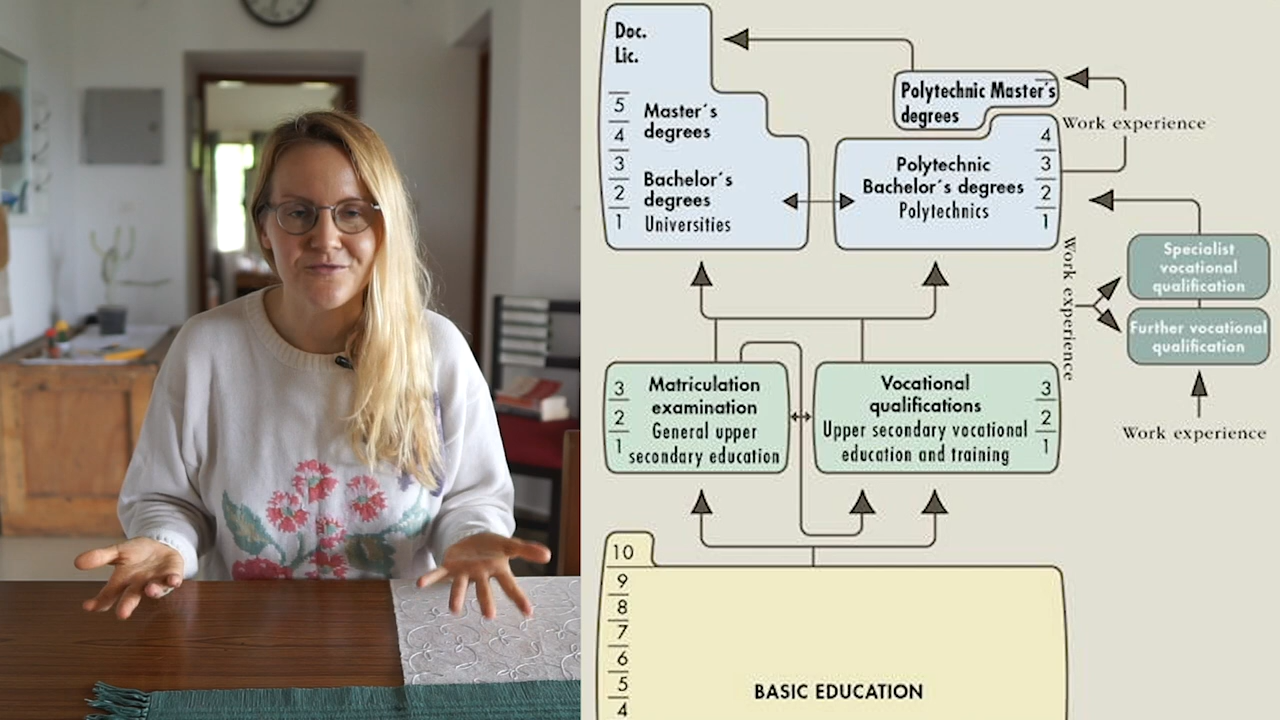 Doc.
Lic.
5
4
3
2
1
Master´s
degrees
Bachelor´s
degrees
Universities
Polytechnic Master´s
degrees
Work experience
Polytechnic
Bachelor´s degrees
Polytechnics
4
3
2
1
Specialist
vocational
qualification
Further vocational
qualification
Work experience
Work experience
3
2
1
Matriculation
examination
General upper
secondary education
Vocational
qualifications
Upper secondary vocational
education and training
3
2
1
10
9
8
7
6
5
4
BASIC EDUCATION